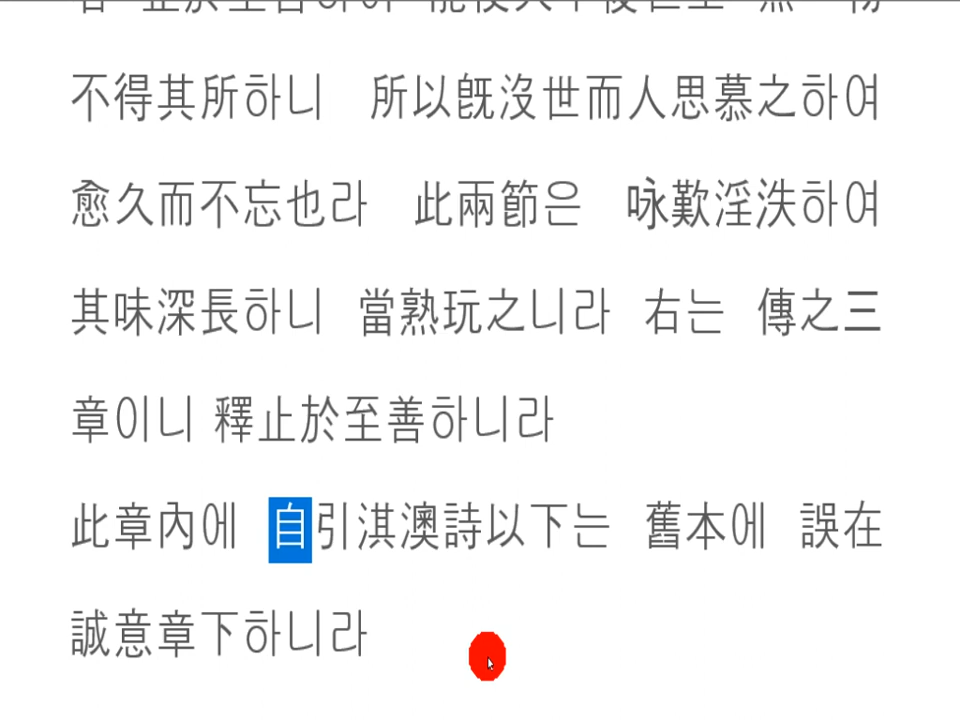 不得其所하니 所以旣沒世而人思慕之하여
愈久而不忘也라 此兩節은 咏歎淫泆하여
其味深長하니 當熟玩之니라 右는 傳之三
章이니 釋止於至善하니라
此章內에 自引淇澳詩以下는 舊本에 誤在
誠意章下하니라